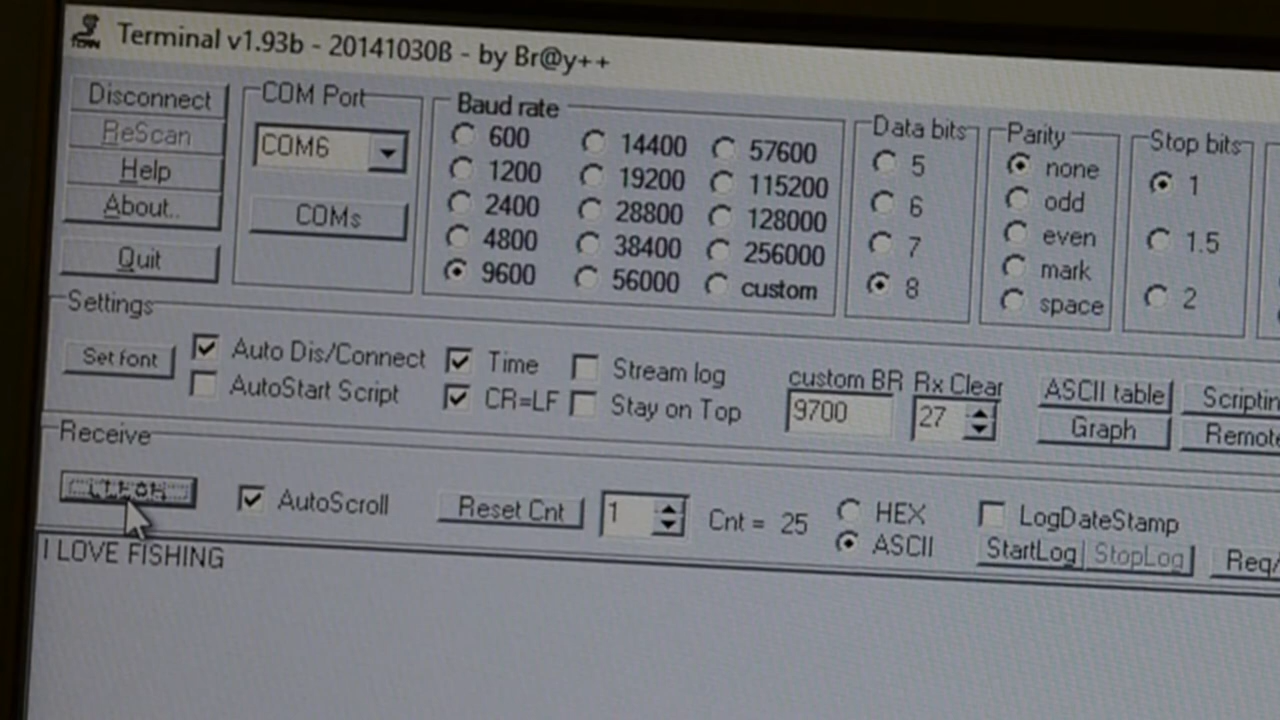 Terminal v1.93b - 20141030ß - by Br@y++
Disconnect
ReScan
Help
About..
Quit
COM Port
COM6
COMs
Baud rate
600
1200
2400
4800
9600
14400
19200
28800
38400
56000
57600
115200
128000
256000
custom
Data bits
5
6
7
8
Parity
none
odd
even
mark
space
Stop bits
1
1.5
2
Settings
Set font
Auto Dis/Connect
AutoStart Script
Time
CR=LF
Stream log
Stay on Top
custom BR
9700
Rx Clear
27
ASCII table
Graph
Scriptin
Remote
Receive
CLEAR
AutoScroll
Reset Cnt
1
Cnt = 25
HEX
ASCII
LogDateStamp
StartLog
StopLog
Req/
I LOVE FISHING